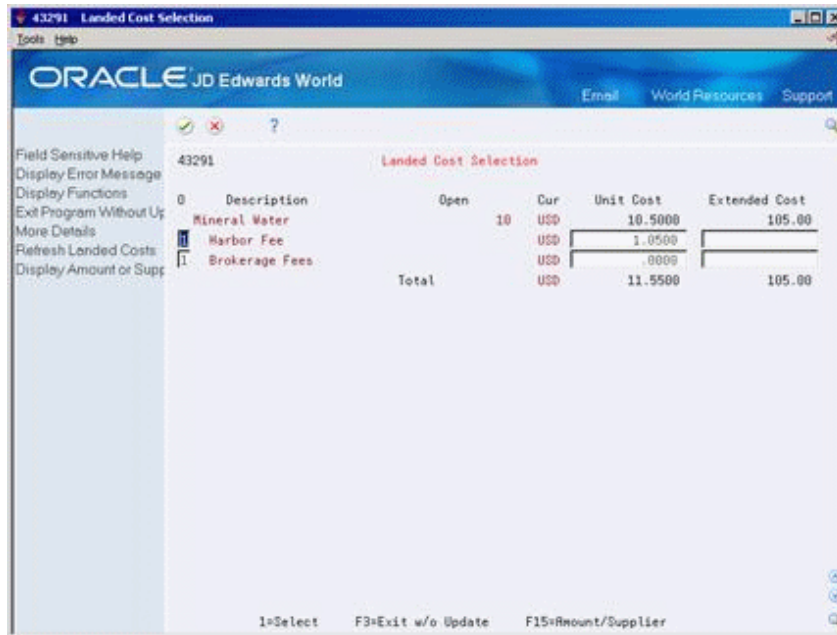 43291 Landed Cost Selection
Tools Help
ORACLE JD Edwards World
Email World Resources Support
?
Field Sensitive Help
Display Error Message
Display Functions
Exit Program Without Up
More Details
Refresh Landed Costs
Display Amount or Supp
43291 Landed Cost Selection
O Description Open Cur Unit Cost Extended Cost
Mineral Water 10 USD 10.5000 105.00
1 Harbor Fee USD 1.0500
1 Brokerage Fees USD .0000
Total USD 11.5500 105.00
1=Select F3=Exit w/o Update F15=Amount/Supplier